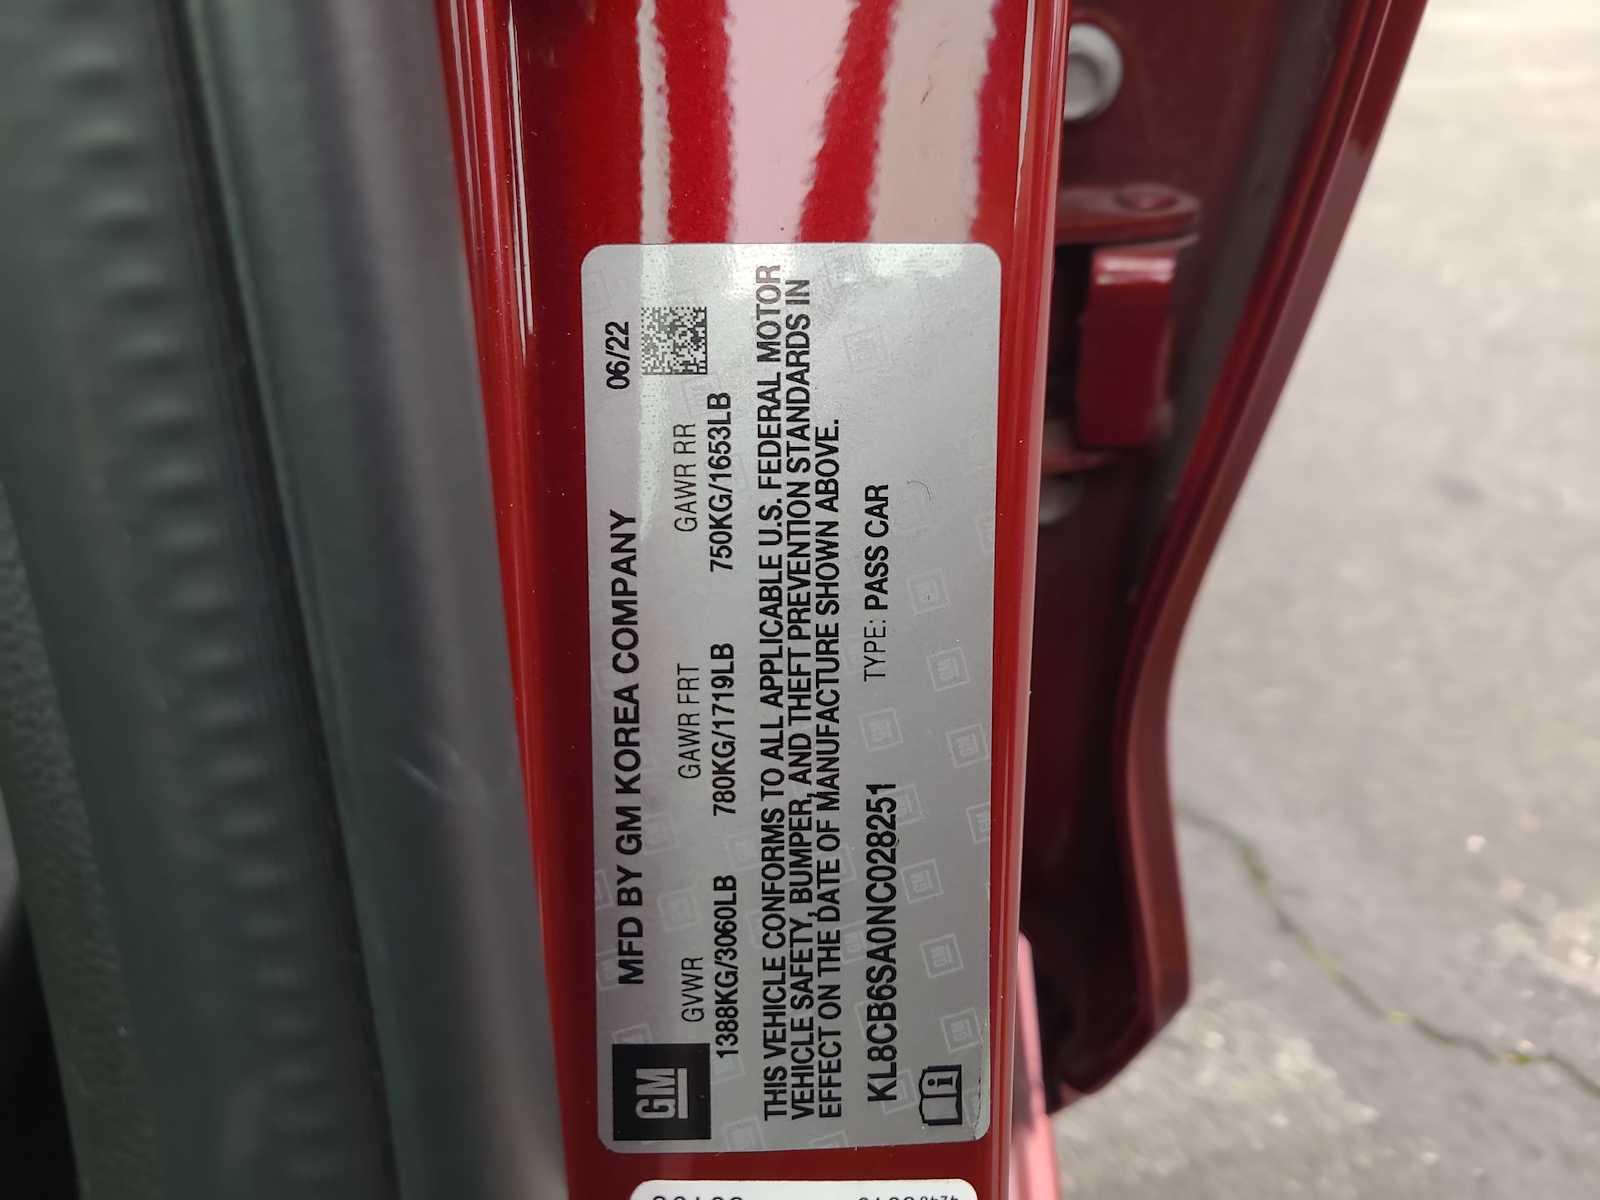 MFD BY GM KOREA COMPANY 06/22
GM
GVWR GAWR FRT GAWR RR
1388KG/3060LB 780KG/1719LB 750KG/1653LB
THIS VEHICLE CONFORMS TO ALL APPLICABLE U.S. FEDERAL MOTOR
VEHICLE SAFETY, BUMPER, AND THEFT PREVENTION STANDARDS IN
EFFECT ON THE DATE OF MANUFACTURE SHOWN ABOVE.
KL8CB6SA0NC028251 TYPE: PASS CAR